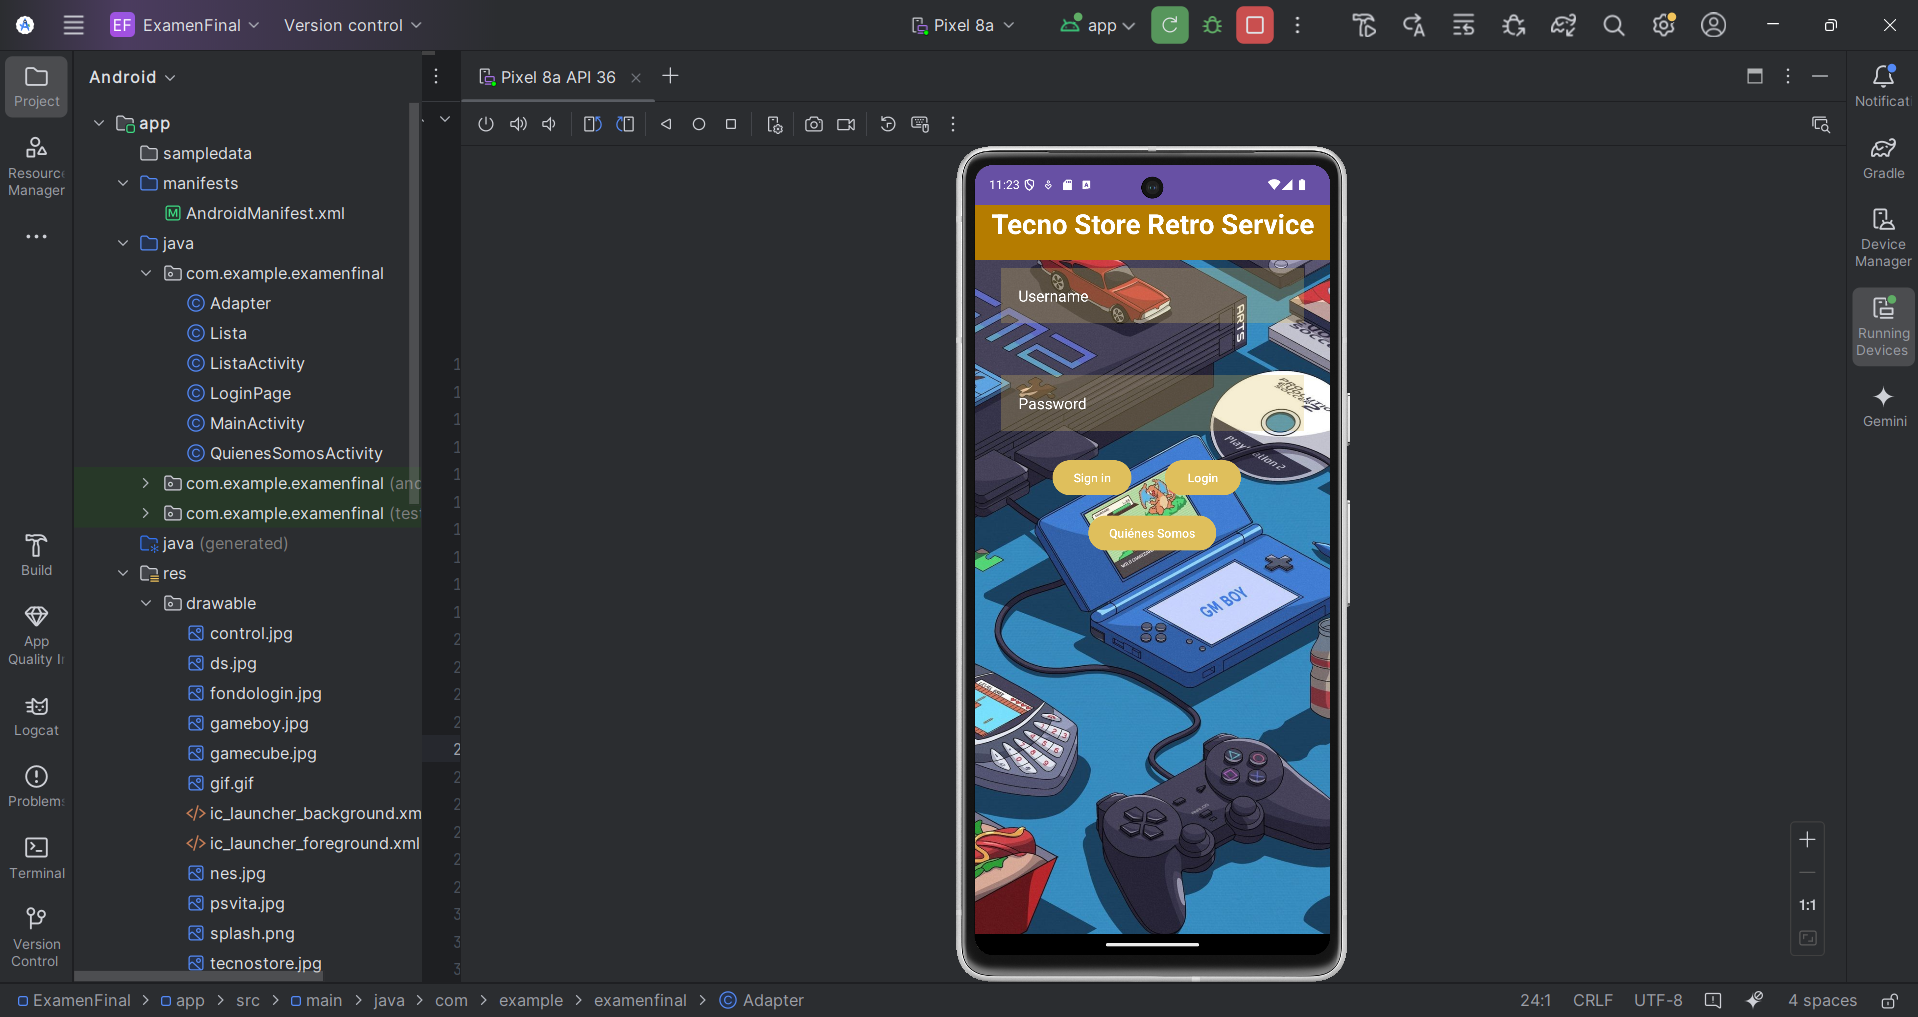 EF ExamenFinal Version control Pixel 8a app
Project
Resourc
Manager
Build
App
Quality I
Logcat
Problem
Terminal
Version
Control
Android
app
sampledata
manifests
AndroidManifest.xml
java
com.example.examenfinal
Adapter
Lista
ListaActivity
LoginPage
MainActivity
QuienesSomosActivity
com.example.examenfinal (and
com.example.examenfinal (tes
java (generated)
res
drawable
control.jpg
ds.jpg
fondologin.jpg
gameboy.jpg
gamecube.jpg
gif.gif
ic_launcher_background.xm
ic_launcher_foreground.xml
nes.jpg
psvita.jpg
splash.png
tecnostore.jpg
Pixel 8a API 36
11:23
Tecno Store Retro Service
Username
ARTS
Password
Sign in Login
Quiénes Somos
GM BOY
1:1
Notificat
Gradle
Device
Manager
Running
Devices
Gemini
ExamenFinal > app > src > main > java > com > example > examenfinal > Adapter
24:1 CRLF UTF-8 4 spaces